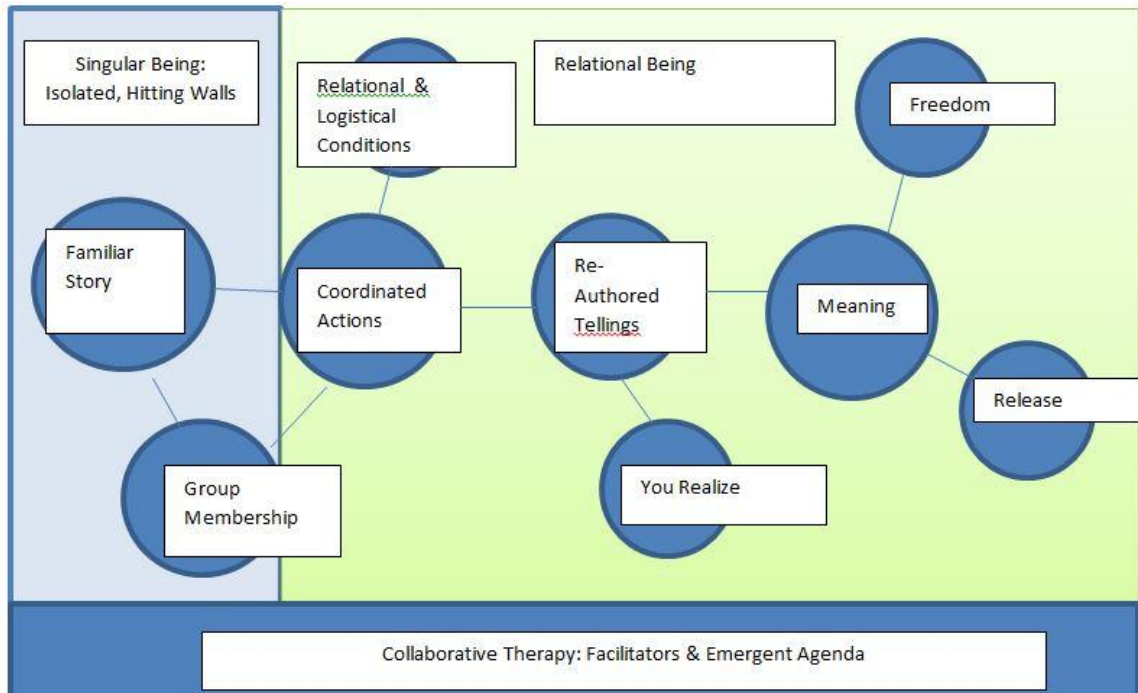 Singular Being:
Isolated, Hitting Walls
Relational & 
Logistical
Conditions
Relational Being
Freedom
Familiar
Story
Coordinated
Actions
Re-
Authored
Tellings
Meaning
Release
Group
Membership
You Realize
Collaborative Therapy: Facilitators & Emergent Agenda